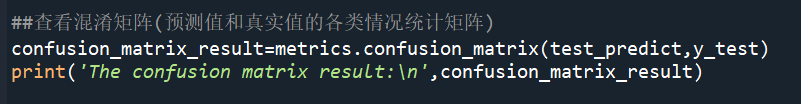 ##查看混淆矩阵(预测值和真实值的各类情况统计矩阵)
confusion_matrix_result=metrics.confusion_matrix(test_predict,y_test)
print('The confusion matrix result:\n',confusion_matrix_result)